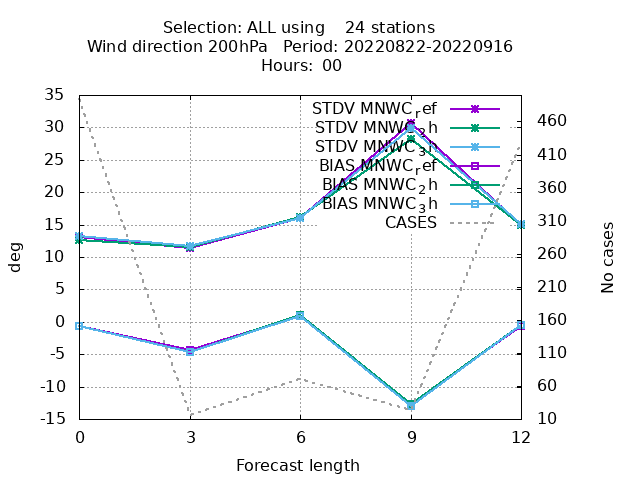 Selection: ALL using    24 stations
Wind direction 200hPa   Period: 20220822-20220916
Hours: 00
STDV MNWC_ref
STDV MNWC_2h
STDV MNWC_3h
BIAS MNWC_ref
BIAS MNWC_2h
BIAS MNWC_3h
CASES
35
30
25
20
15
10
5
0
-5
-10
-15
deg
460
410
360
310
260
210
160
110
60
10
No cases
0 3 6 9 12
Forecast length